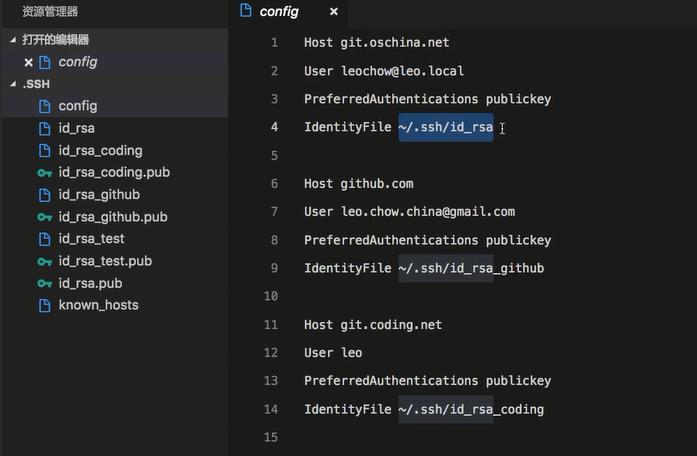 资源管理器
打开的编辑器
config
.SSH
config
id_rsa
id_rsa_coding
id_rsa_coding.pub
id_rsa_github
id_rsa_github.pub
id_rsa_test
id_rsa_test.pub
id_rsa.pub
known_hosts
config
1 Host git.oschina.net
2 User leochow@leo.local
3 PreferredAuthentications publickey
4 IdentityFile ~/.ssh/id_rsa
5
6 Host github.com
7 User leo.chow.china@gmail.com
8 PreferredAuthentications publickey
9 IdentityFile ~/.ssh/id_rsa_github
10
11 Host git.coding.net
12 User leo
13 PreferredAuthentications publickey
14 IdentityFile ~/.ssh/id_rsa_coding
15